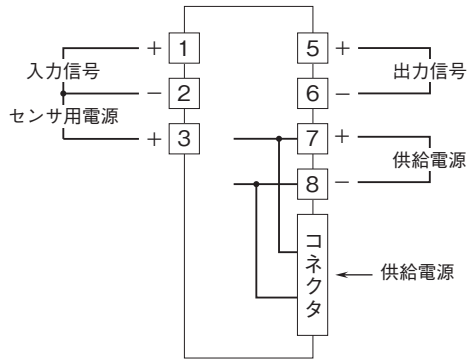 + 1
入力信号
− 2
センサ用電源
+ 3
5 +
出力信号
6 −
7 +
供給電源
8 −
コネクタ
供給電源